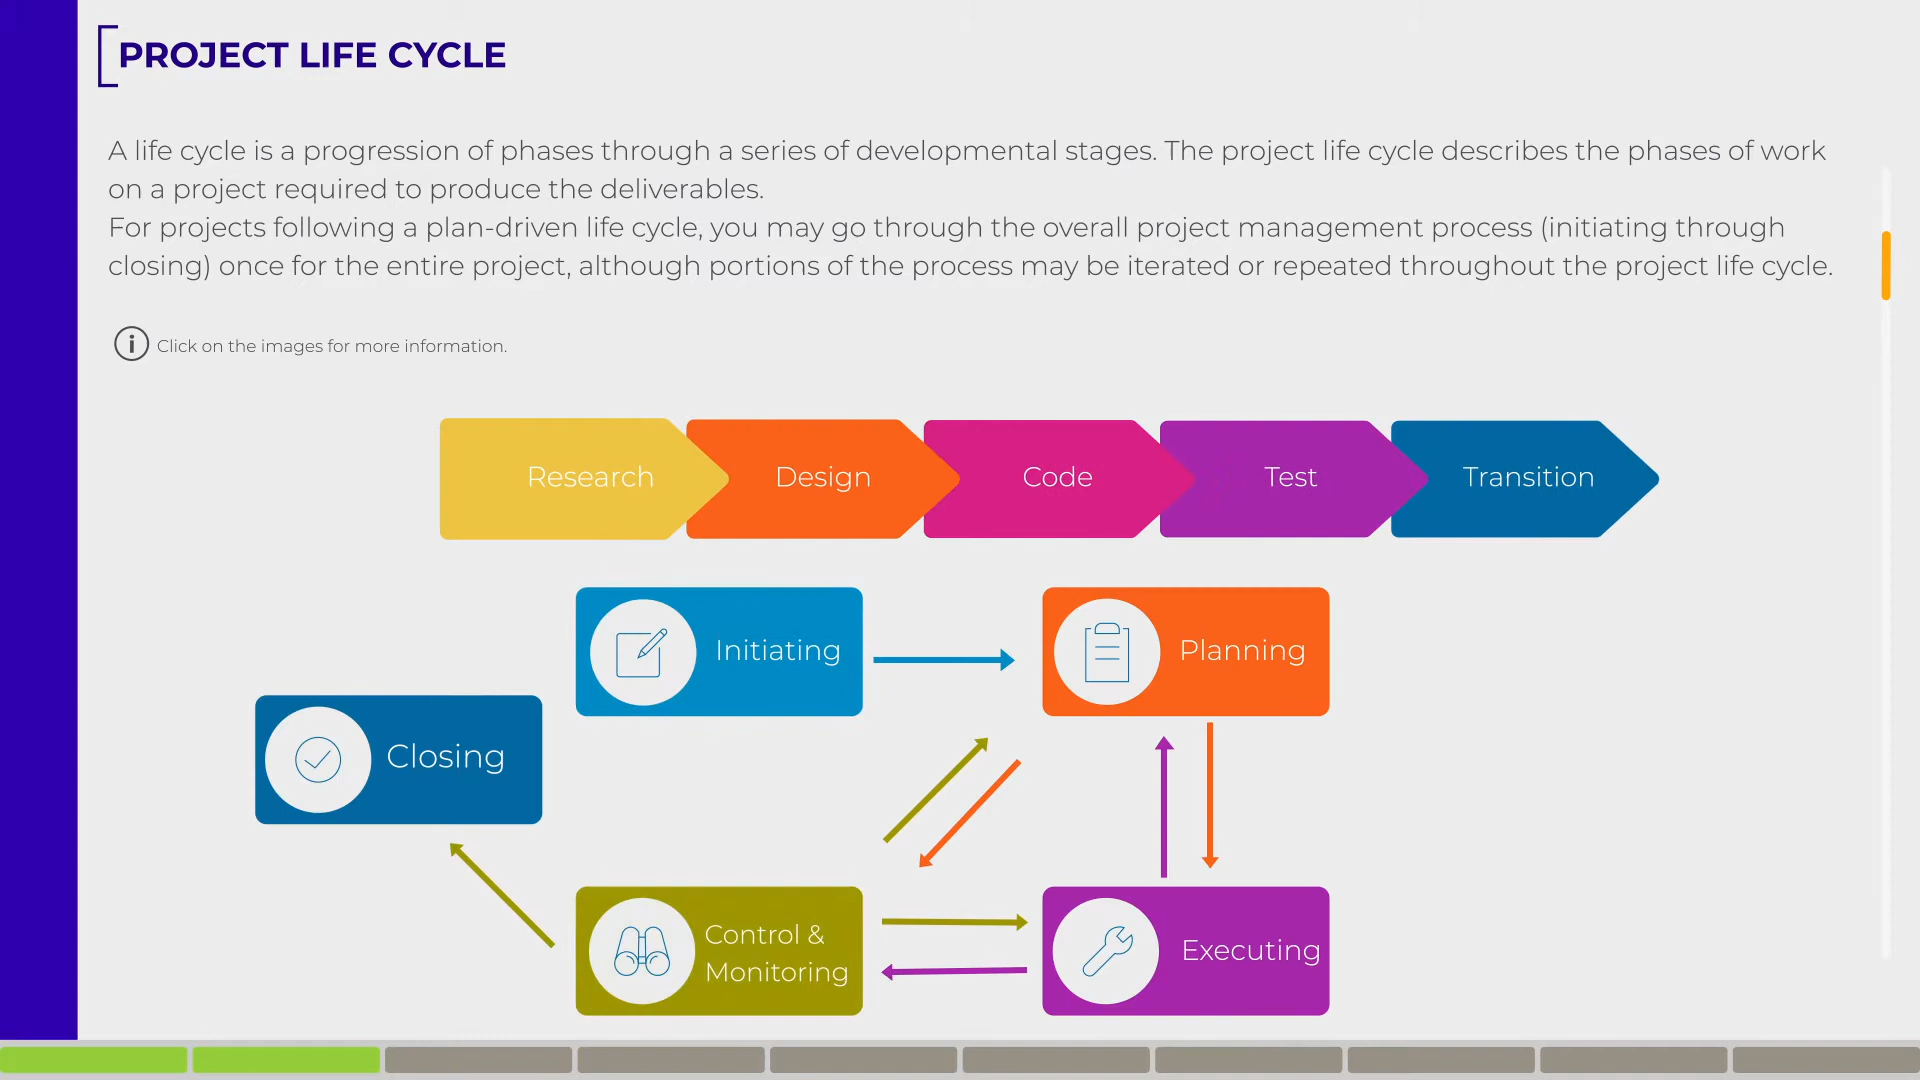 PROJECT LIFE CYCLE
A life cycle is a progression of phases through a series of developmental stages. The project life cycle describes the phases of work
on a project required to produce the deliverables.
For projects following a plan-driven life cycle, you may go through the overall project management process (initiating through
closing) once for the entire project, although portions of the process may be iterated or repeated throughout the project life cycle.
Click on the images for more information.
Research
Design
Code
Test
Transition
Initiating
Planning
Closing
Control &
Monitoring
Executing